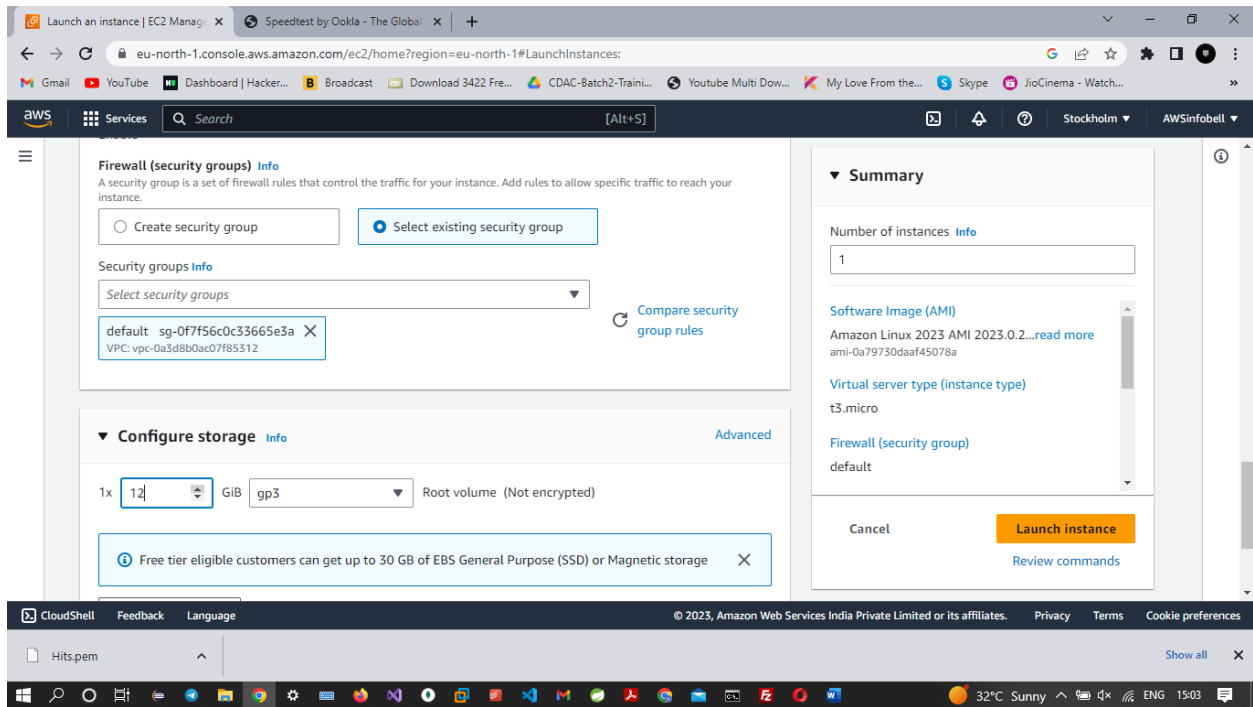 Launch an instance | EC2 Manage
Speedtest by Ookla - The Global
eu-north-1.console.aws.amazon.com/ec2/home?region=eu-north-1#LaunchInstances:
Gmail
YouTube
Dashboard | Hacker...
Broadcast
Download 3422 Fre...
CDAC-Batch2-Traini...
Youtube Multi Dow...
My Love From the...
Skype
JioCinema - Watch...
»
aws
Services
Search
[Alt+S]
Stockholm ▼
AWSinfobell ▼
Enable
Firewall (security groups) Info
A security group is a set of firewall rules that control the traffic for your instance. Add rules to allow specific traffic to reach your
instance.
Create security group
Select existing security group
Security groups Info
Select security groups
default sg-0f7f56c0c33665e3a
VPC: vpc-0a3d8b0ac07f85312
Compare security
group rules
Configure storage Info
Advanced
1x 12 GiB gp3 Root volume (Not encrypted)
Free tier eligible customers can get up to 30 GB of EBS General Purpose (SSD) or Magnetic storage
Summary
Number of instances Info
1
Software Image (AMI)
Amazon Linux 2023 AMI 2023.0.2...read more
ami-0a79730daaf45078a
Virtual server type (instance type)
t3.micro
Firewall (security group)
default
Cancel
Launch instance
Review commands
CloudShell
Feedback
Language
© 2023, Amazon Web Services India Private Limited or its affiliates.
Privacy
Terms
Cookie preferences
Hits.pem
Show all
32°C Sunny
ENG
15:03